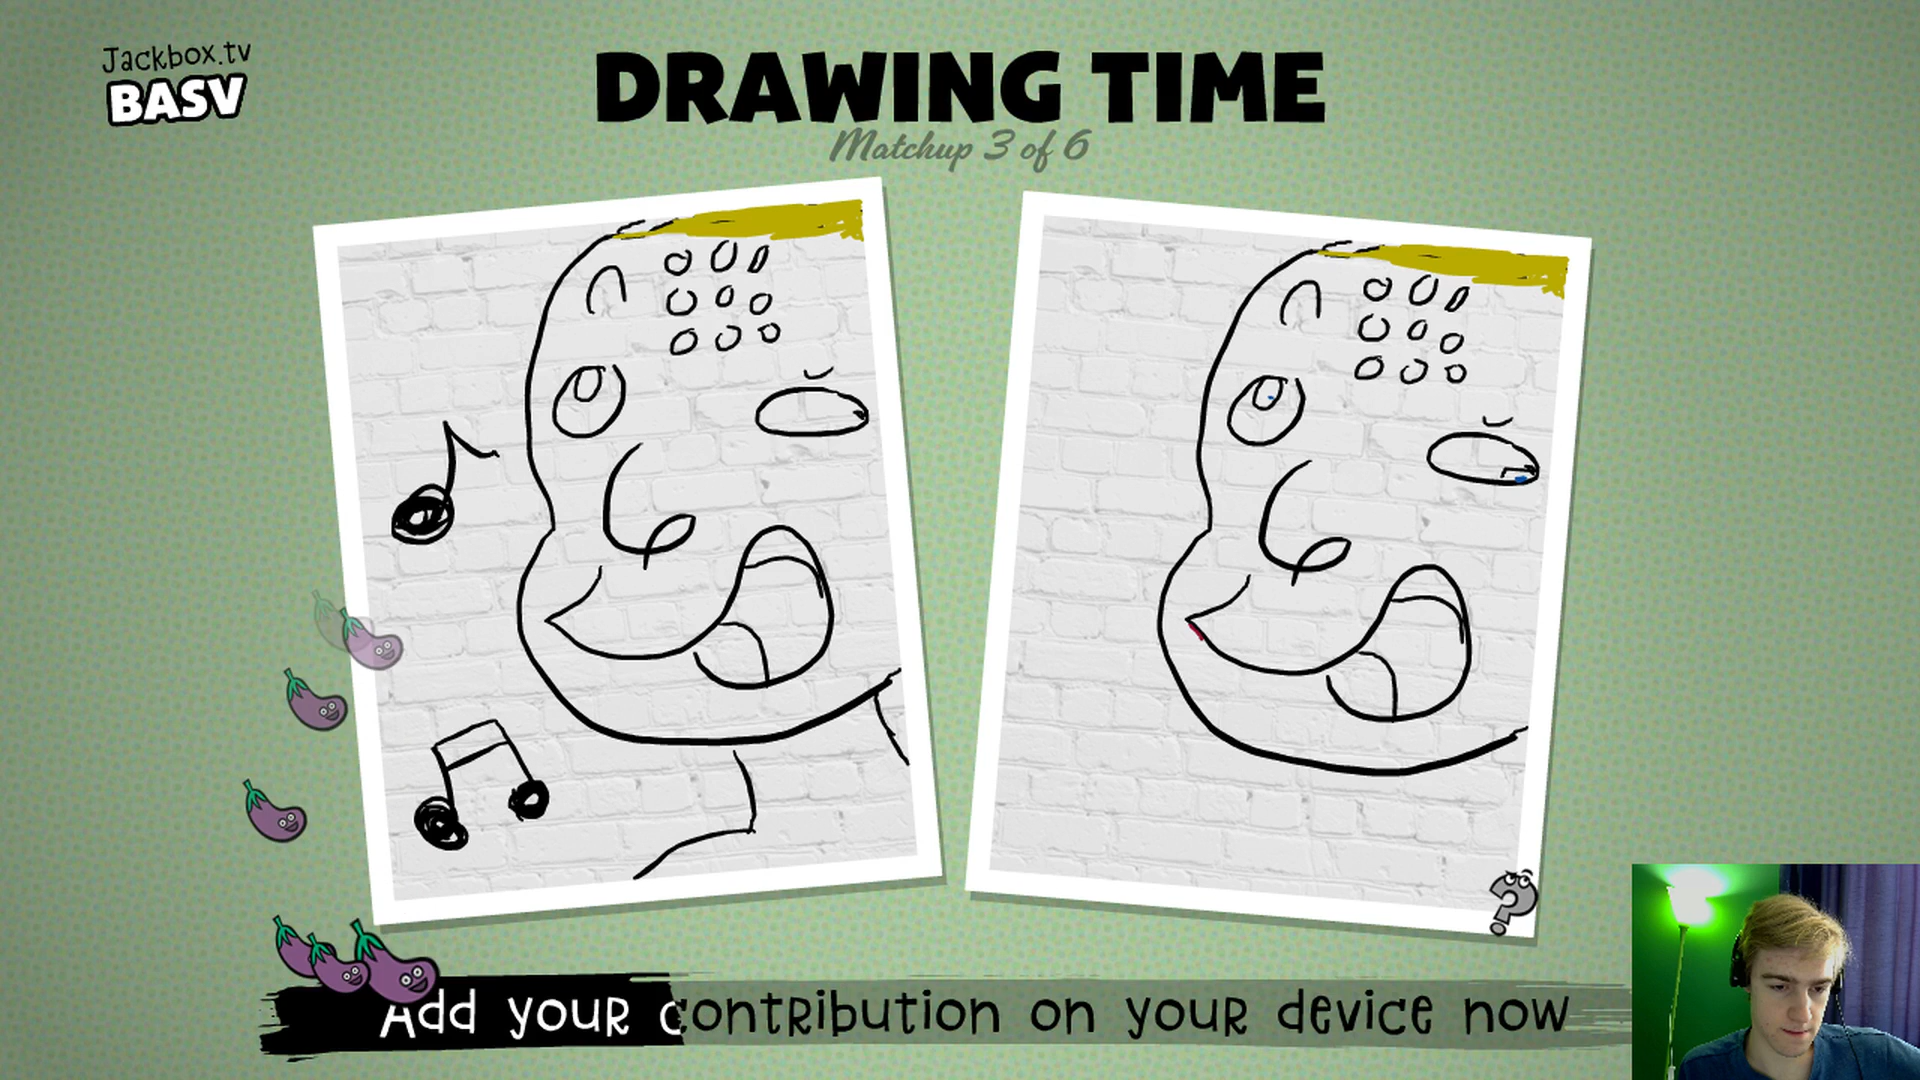 Jackbox.tv
BASV
DRAWING TIME
Matchup 3 of 6
Add your contribution on your device now